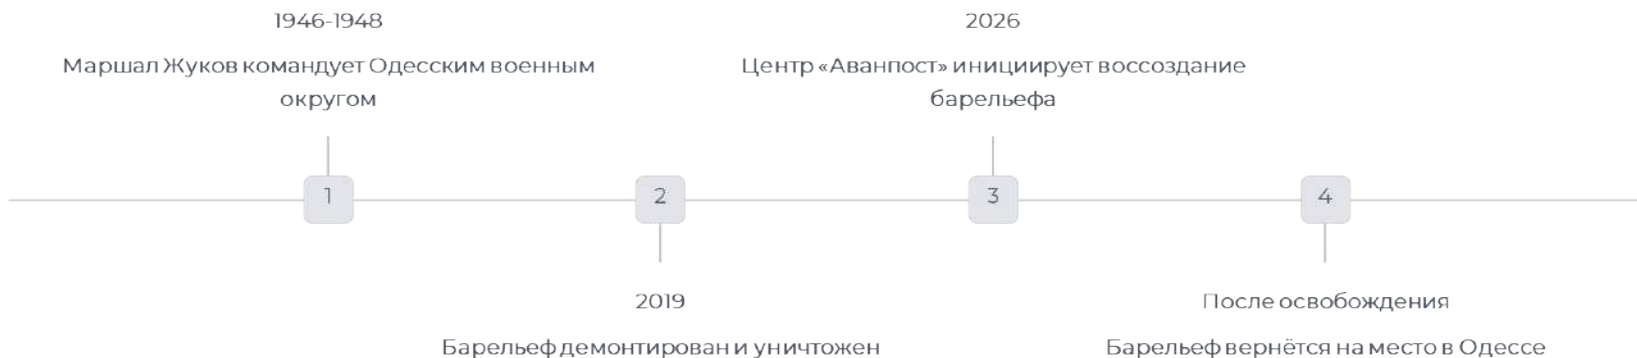 1946-1948
Маршал Жуков командует Одесским военным
округом
2026
Центр «Аванпост» инициирует воссоздание
барельефа
1
2
3
4
2019
Барельеф демонтирован и уничтожен
После освобождения
Барельеф вернётся на место в Одессе